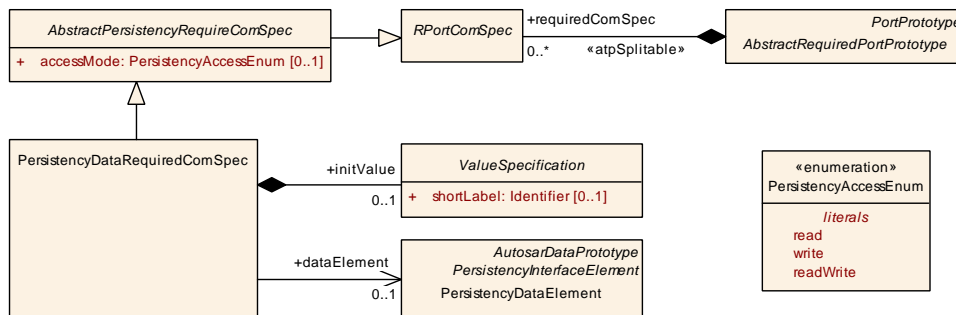 AbstractPersistencyRequireComSpec
+ accessMode: PersistencyAccessEnum [0..1]
RPortComSpec
+requiredComSpec
0..*
«atpSplitable»
PortPrototype
AbstractRequiredPortPrototype
PersistencyDataRequiredComSpec
+initValue
0..1
ValueSpecification
+ shortLabel: Identifier [0..1]
«enumeration»
PersistencyAccessEnum
literals
read
write
readWrite
+dataElement
0..1
AutosarDataPrototype
PersistencyInterfaceElement
PersistencyDataElement